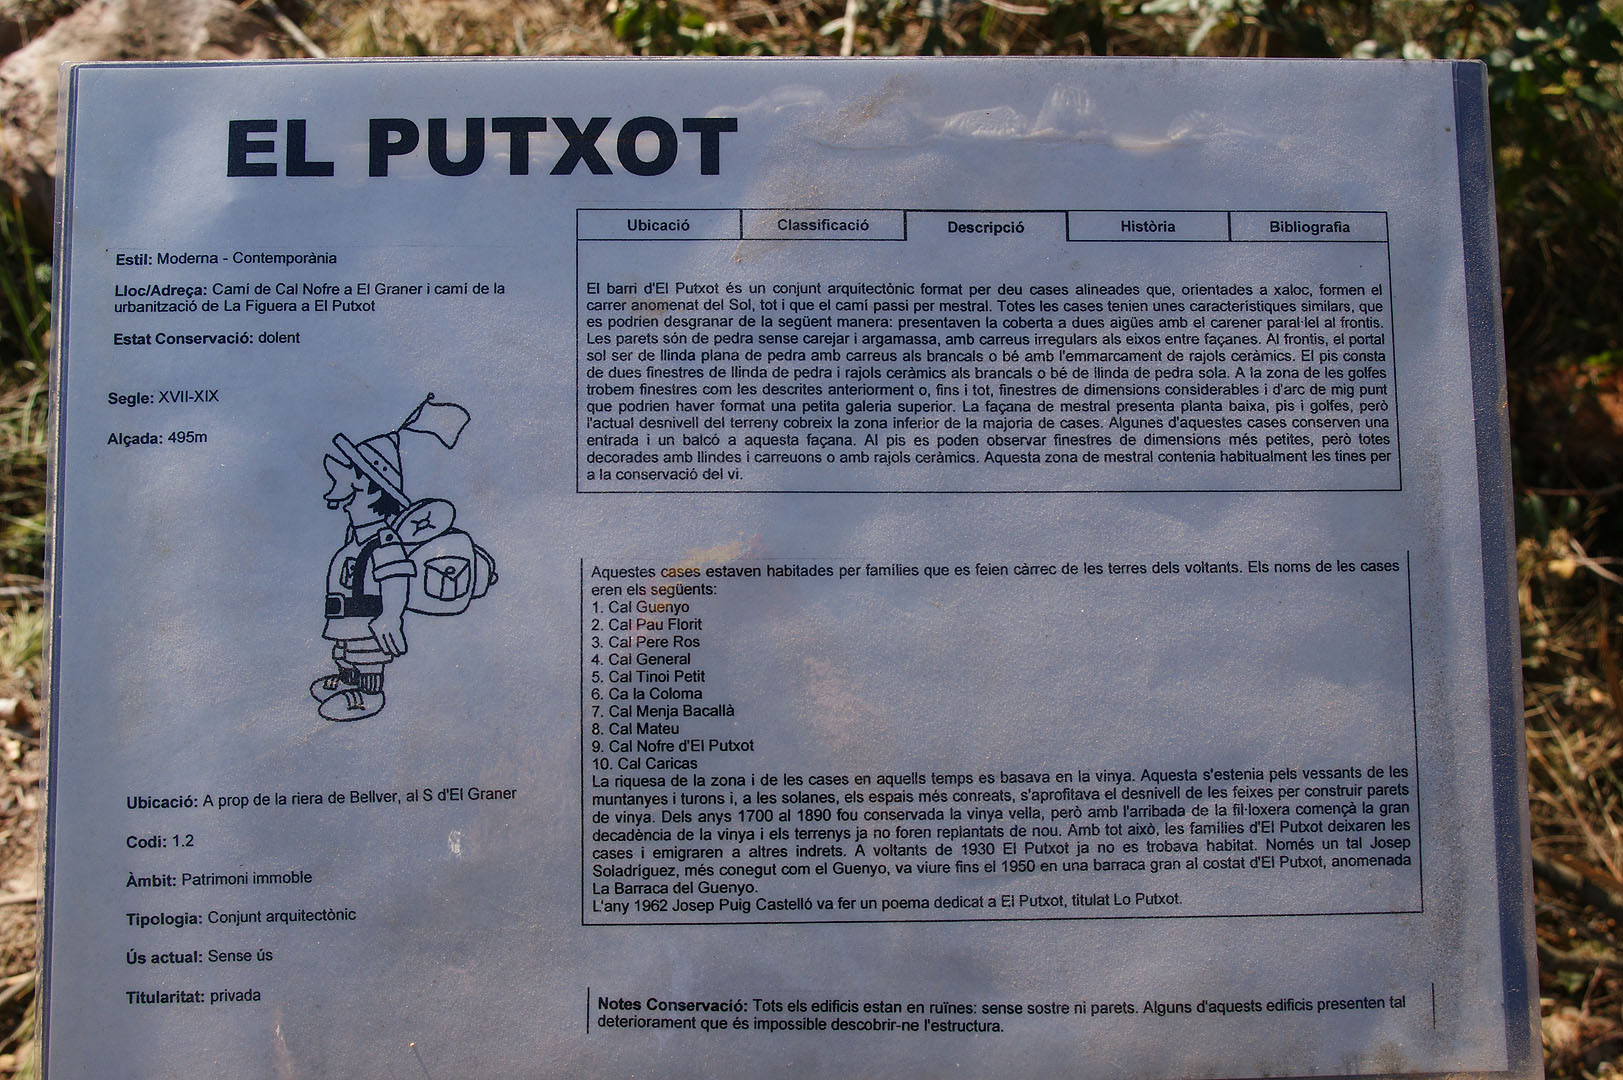 EL PUTXOT
Estil: Moderna - Contemporània
Lloc/Adreça: Camí de Cal Nofre a El Graner i camí de la
urbanització de La Figuera a El Putxot
Estat Conservació: dolent
Segle: XVII-XIX
Alçada: 495m
Ubicació: A prop de la riera de Bellver, al S d'El Graner
Codi: 1.2
Àmbit: Patrimoni immoble
Tipologia: Conjunt arquitectònic
Ús actual: Sense ús
Titularitat: privada
Ubicació Classificació Descripció Història Bibliografia
El barri d'El Putxot és un conjunt arquitectònic format per deu cases alineades que, orientades a xaloc, formen el
carrer anomenat del Sol, tot i que el camí passi per mestral. Totes les cases tenien unes característiques similars, que
es podrien desgranar de la següent manera: presentaven la coberta a dues aigües amb el carener paral·lel al frontis.
Les parets són de pedra sense carejar i argamassa, amb carreus irregulars als eixos entre façanes. Al frontis, el portal
sol ser de llinda plana de pedra amb carreus als brancals o bé amb l'emmarcament de rajols ceràmics. El pis consta
de dues finestres de llinda de pedra i rajols ceràmics als brancals o bé de llinda de pedra sola. A la zona de les golfes
trobem finestres com les descrites anteriorment o, fins i tot, finestres de dimensions considerables i d'arc de mig punt
que podrien haver format una petita galeria superior. La façana de mestral presenta planta baixa, pis i golfes, però
l'actual desnivell del terreny cobreix la zona inferior de la majoria de cases. Algunes d'aquestes cases conserven una
entrada i un balcó a aquesta façana. Al pis es poden observar finestres de dimensions més petites, però totes
decorades amb llindes i carreuons o amb rajols ceràmics. Aquesta zona de mestral contenia habitualment les tines per
a la conservació del vi.
Aquestes cases estaven habitades per famílies que es feien càrrec de les terres dels voltants. Els noms de les cases
eren els següents:
1. Cal Guenyo
2. Cal Pau Florit
3. Cal Pere Ros
4. Cal General
5. Cal Tinoi Petit
6. Ca la Coloma
7. Cal Menja Bacallà
8. Cal Mateu
9. Cal Nofre d'El Putxot
10. Cal Caricas
La riquesa de la zona i de les cases en aquells temps es basava en la vinya. Aquesta s'estenia pels vessants de les
muntanyes i turons i, a les solanes, els espais més conreats, s'aprofitava el desnivell de les feixes per construir parets
de vinya. Dels anys 1700 al 1890 fou conservada la vinya vella, però amb l'arribada de la fil·loxera començà la gran
decadència de la vinya i els terrenys ja no foren replantats de nou. Amb tot això, les famílies d'El Putxot deixaren les
cases i emigraren a altres indrets. A voltants de 1930 El Putxot ja no es trobava habitat. Només un tal Josep
Soladríguez, més conegut com el Guenyo, va viure fins el 1950 en una barraca gran al costat d'El Putxot, anomenada
La Barraca del Guenyo.
L'any 1962 Josep Puig Castelló va fer un poema dedicat a El Putxot, titulat Lo Putxot.
Notes Conservació: Tots els edificis estan en ruïnes: sense sostre ni parets. Alguns d'aquests edificis presenten tal
deteriorament que és impossible descobrir-ne l'estructura.